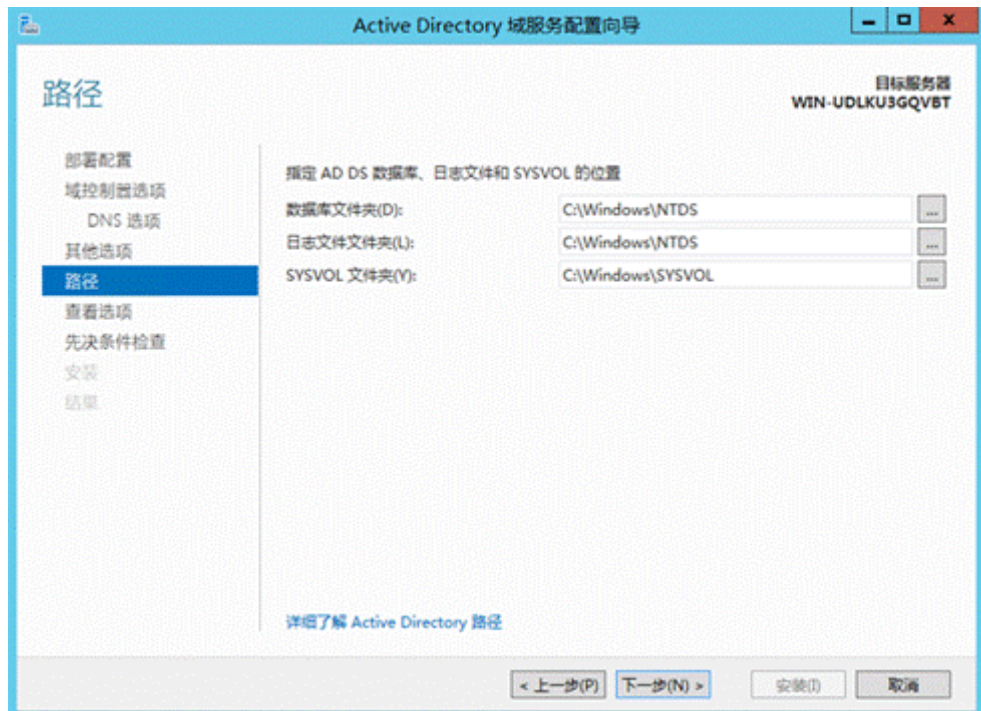 Active Directory 域服务配置向导
路径
目标服务器
WIN-UDLKU3GQVBT
部署配置
域控制器选项
DNS 选项
其他选项
路径
查看选项
先决条件检查
安装
结果
指定 AD DS 数据库、日志文件和 SYSVOL 的位置
数据库文件夹(D): C:\Windows\NTDS ...
日志文件文件夹(L): C:\Windows\NTDS ...
SYSVOL 文件夹(Y): C:\Windows\SYSVOL ...
详细了解 Active Directory 路径
< 上一步(P) 下一步(N) > 安装(I) 取消